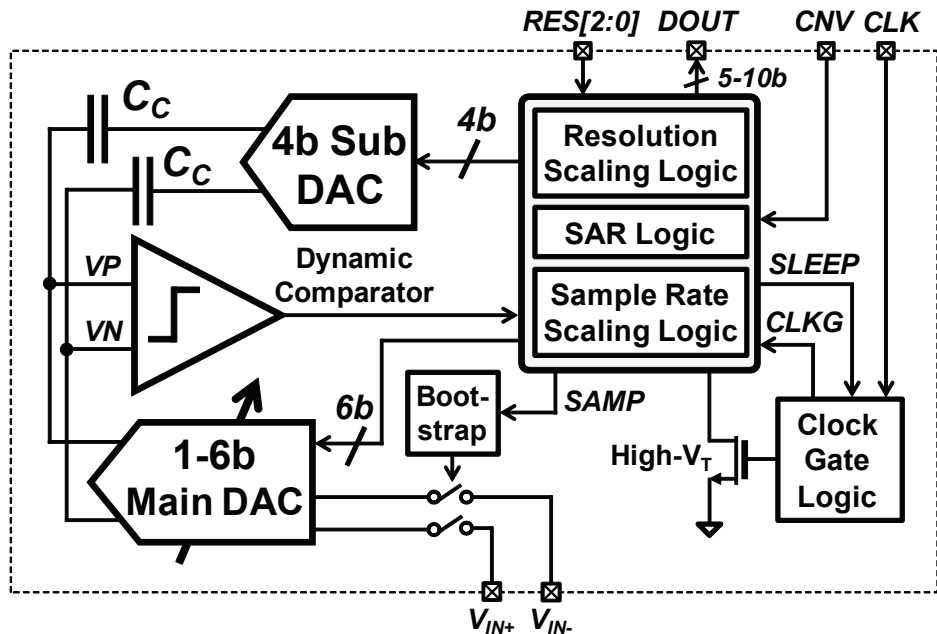 RES[2:0] DOUT CNV CLK
5-10b
C_C
4b Sub
DAC
4b
C_C
Resolution
Scaling Logic
SAR Logic
Sample Rate
Scaling Logic
VP
VN
Dynamic
Comparator
SLEEP
CLKG
6b
Boot-
strap
SAMP
1-6b
Main DAC
High-V_T
Clock
Gate
Logic
V_IN+ V_IN-